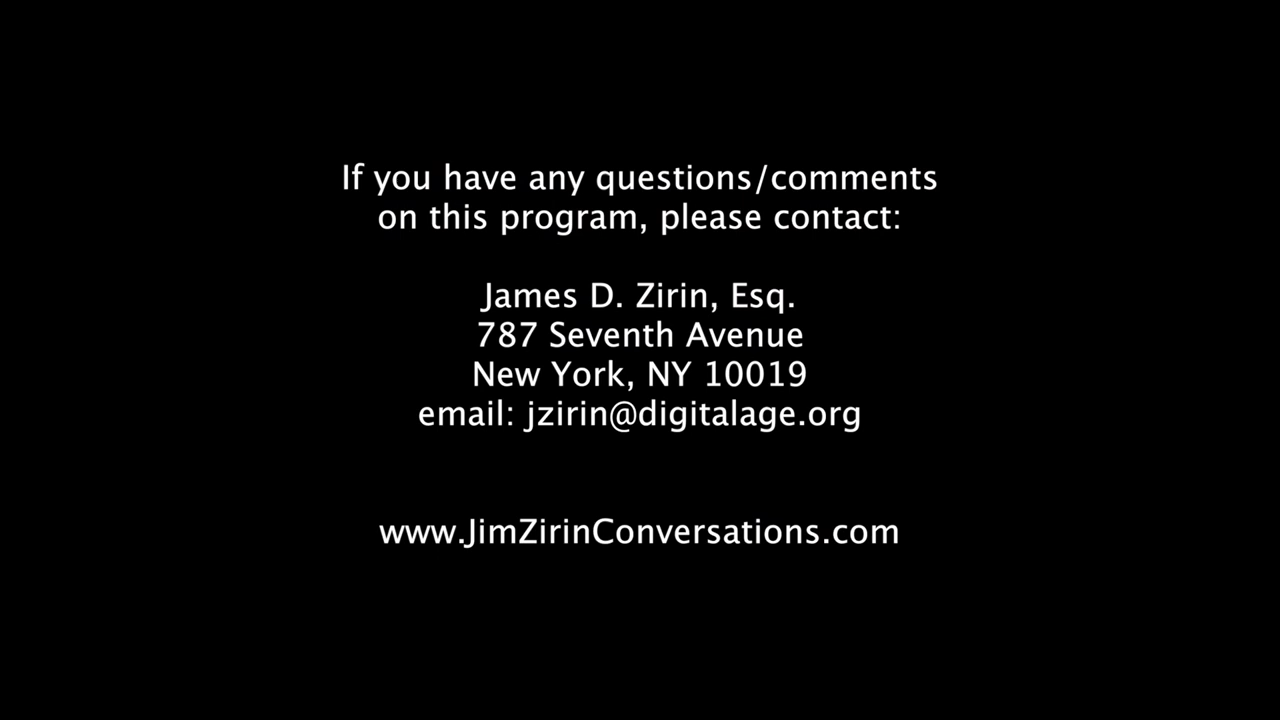 If you have any questions/comments
on this program, please contact:
James D. Zirin, Esq.
787 Seventh Avenue
New York, NY 10019
email: jzirin@digitalage.org
www.JimZirinConversations.com